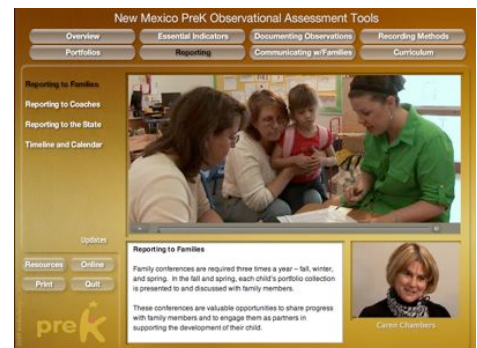 New Mexico PreK Observational Assessment Tools
Overview
Essential Indicators
Documenting Observations
Recording Methods
Portfolios
Reporting
Communicating w/Families
Curriculum
Reporting to Families
Reporting to Coaches
Reporting to the State
Timeline and Calendar
Updates
Resources
Online
Print
Quit
prek
Reporting to Families
Family conferences are required three times a year – fall, winter,
and spring.  In the fall and spring, each child's portfolio collection
is presented to and discussed with family members.
These conferences are valuable opportunities to share progress
with family members and to engage them as partners in
supporting the development of their child.
Caren Chambers